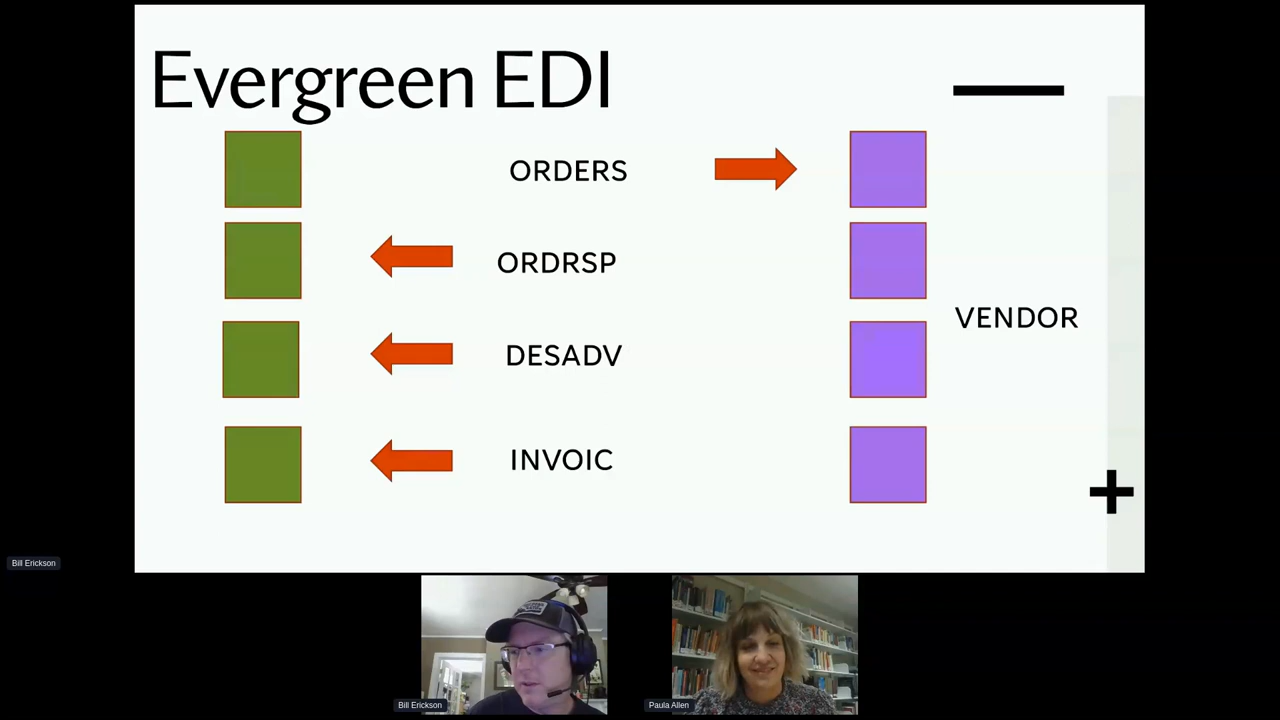 Evergreen EDI
ORDERS
ORDRSP
VENDOR
DESADV
INVOIC
Bill Erickson
Bill Erickson
Paula Allen